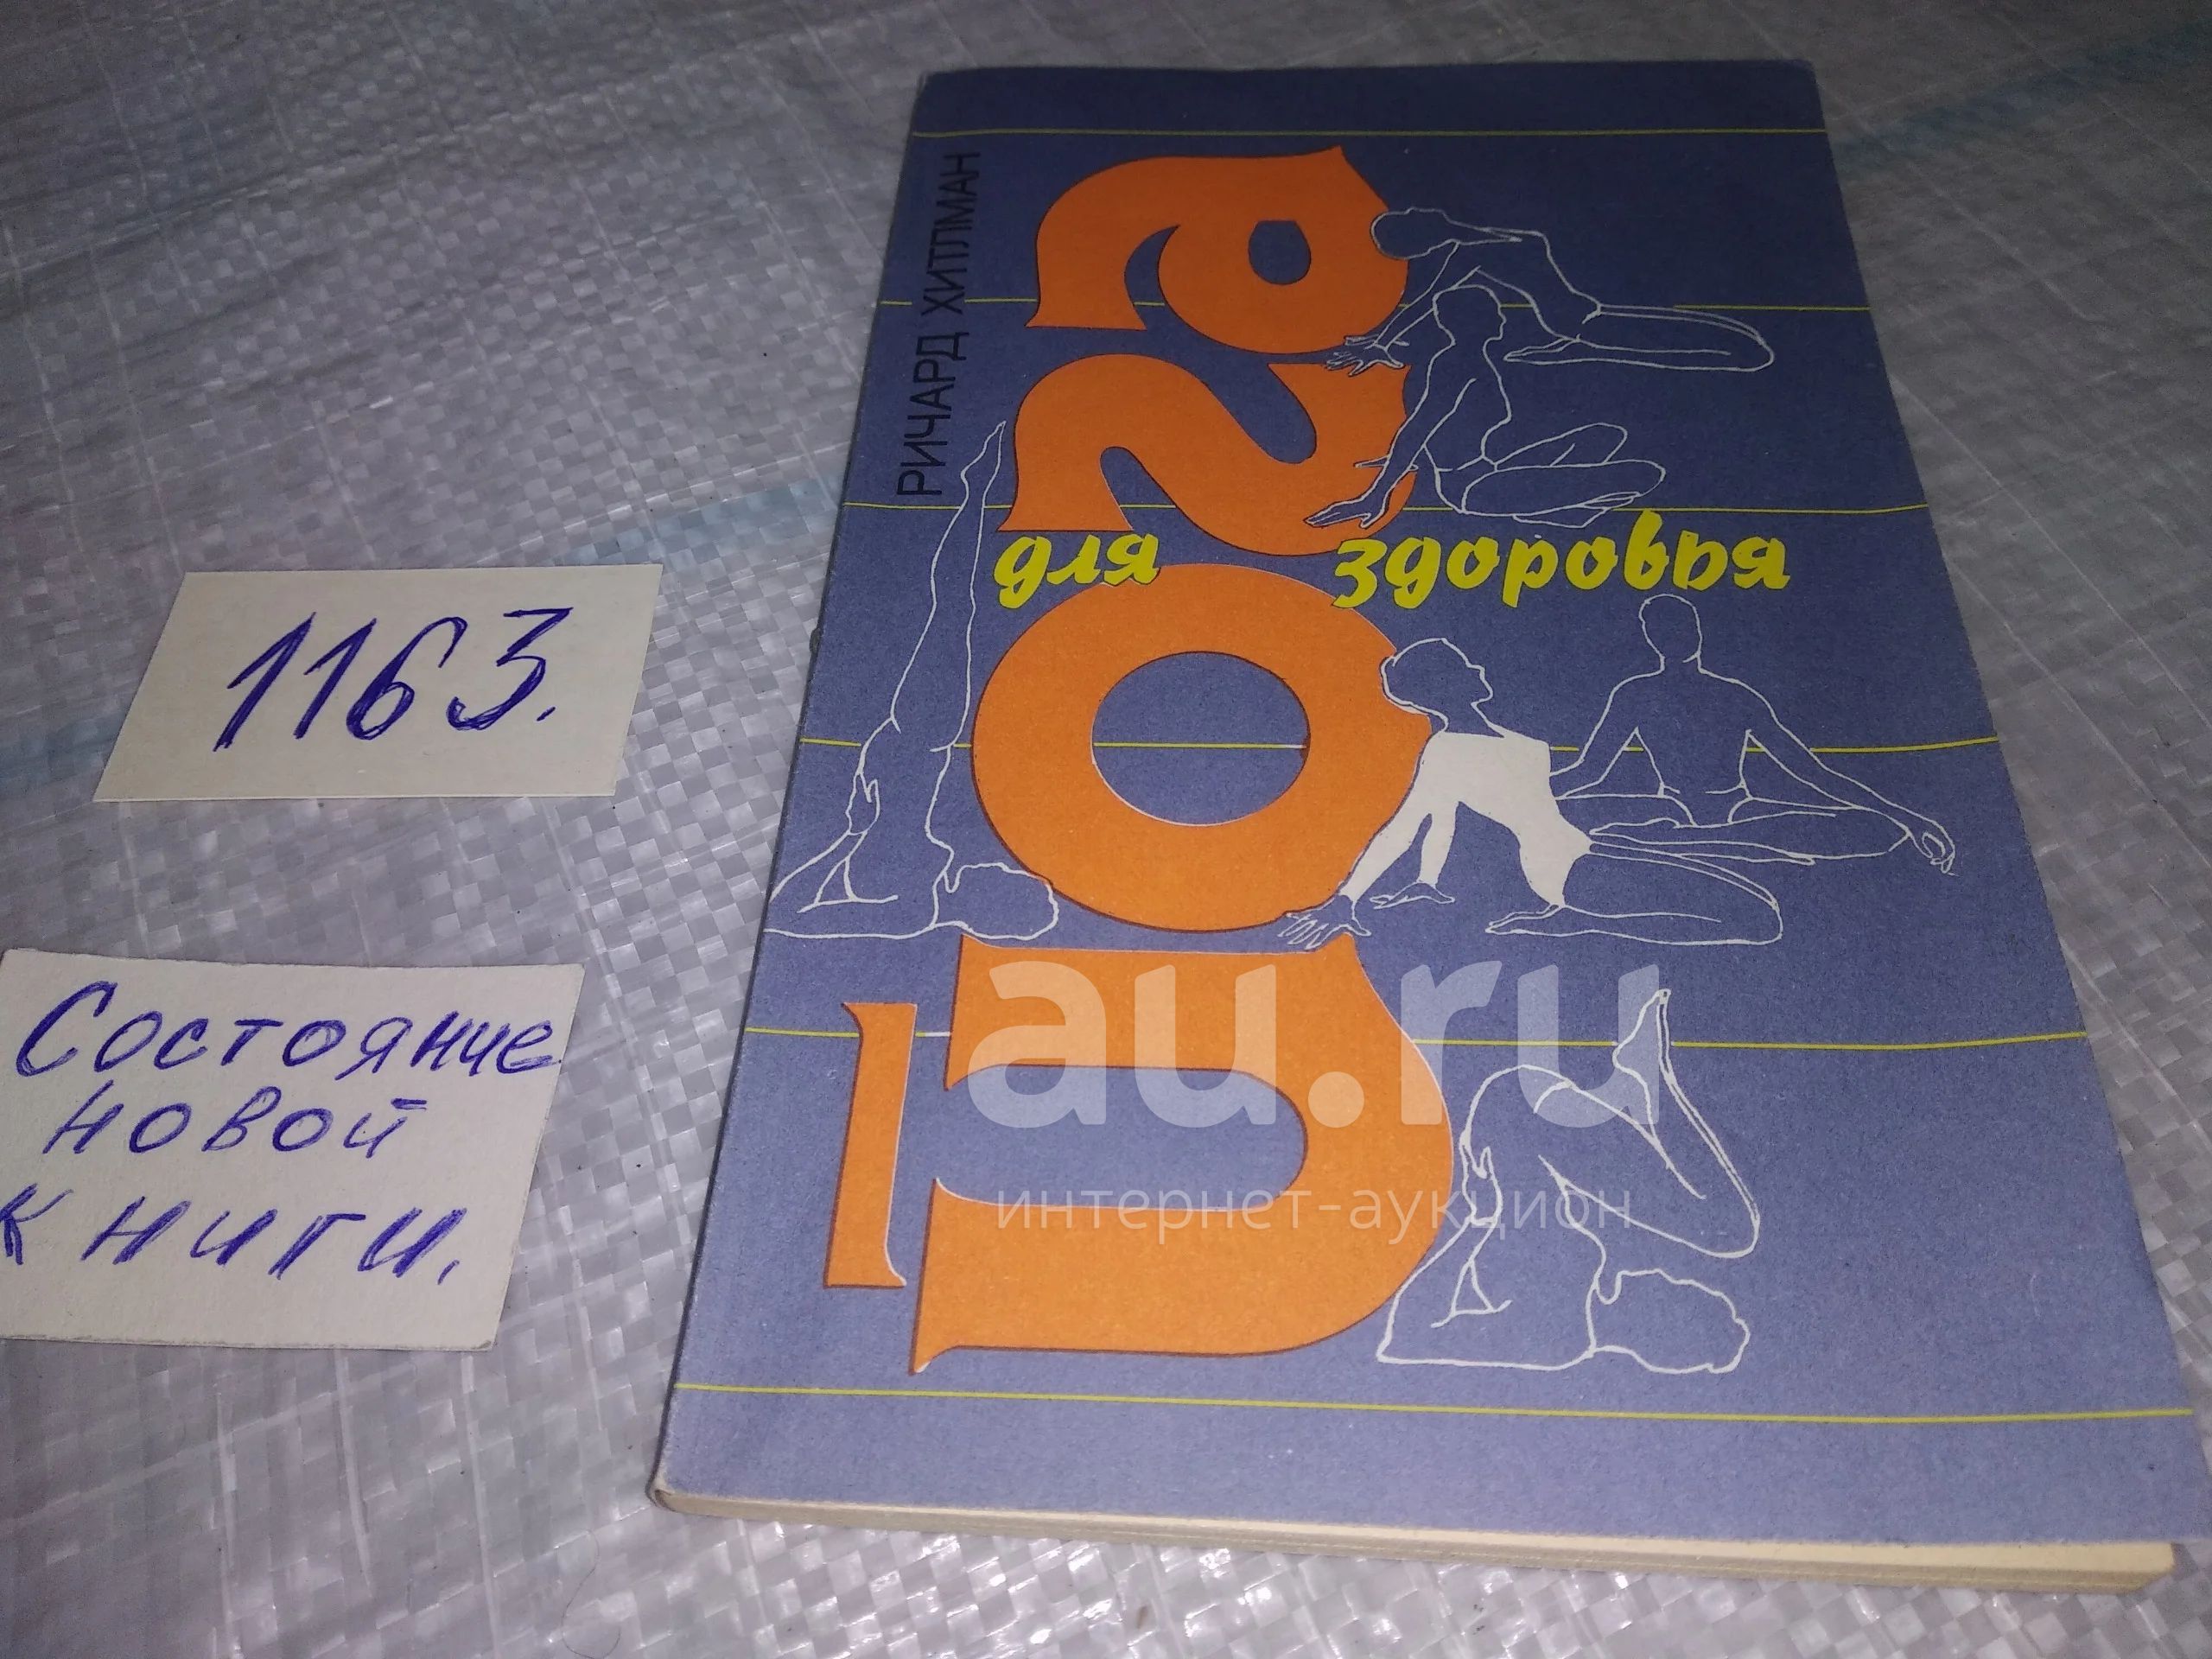 РИЧАРД ХИТЛМАН
йога
для здоровья
1163.
Состояние
новой
книги.
au.ru
интернет-аукцион